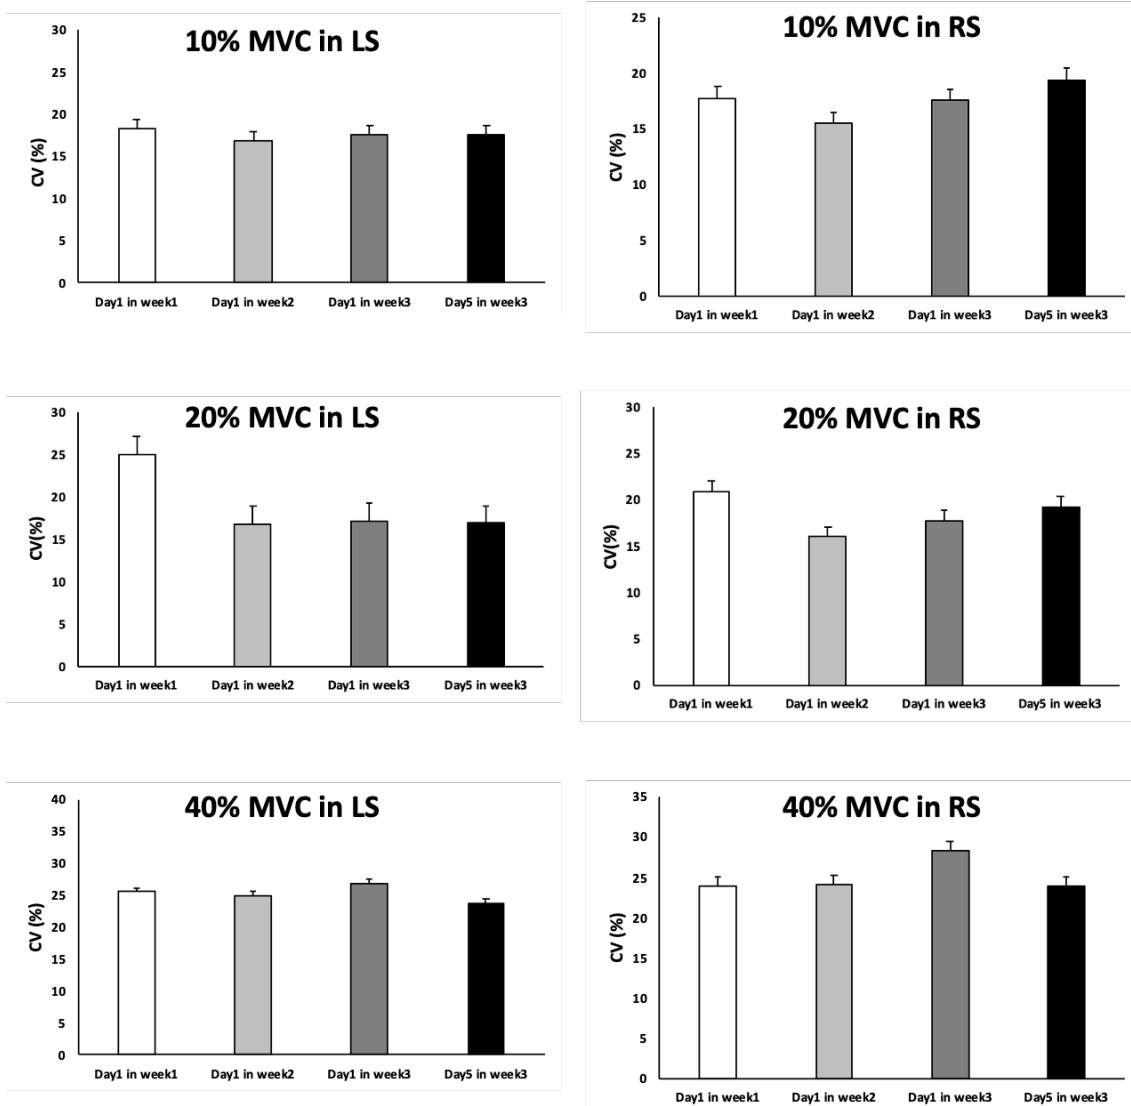 10% MVC in LS
30
25
20
15
10
5
0
CV (%)
Day1 in week1 Day1 in week2 Day1 in week3 Day5 in week3
10% MVC in RS
25
20
15
10
5
0
CV (%)
Day1 in week1 Day1 in week2 Day1 in week3 Day5 in week3
20% MVC in LS
30
25
20
15
10
5
0
CV(%)
Day1 in week1 Day1 in week2 Day1 in week3 Day5 in week3
20% MVC in RS
30
25
20
15
10
5
0
CV(%)
Day1 in week1 Day1 in week2 Day1 in week3 Day5 in week3
40% MVC in LS
40
35
30
25
20
15
10
5
0
CV (%)
Day1 in week1 Day1 in week2 Day1 in week3 Day5 in week3
40% MVC in RS
35
30
25
20
15
10
5
0
CV (%)
Day1 in week1 Day1 in week2 Day1 in week3 Day5 in week3